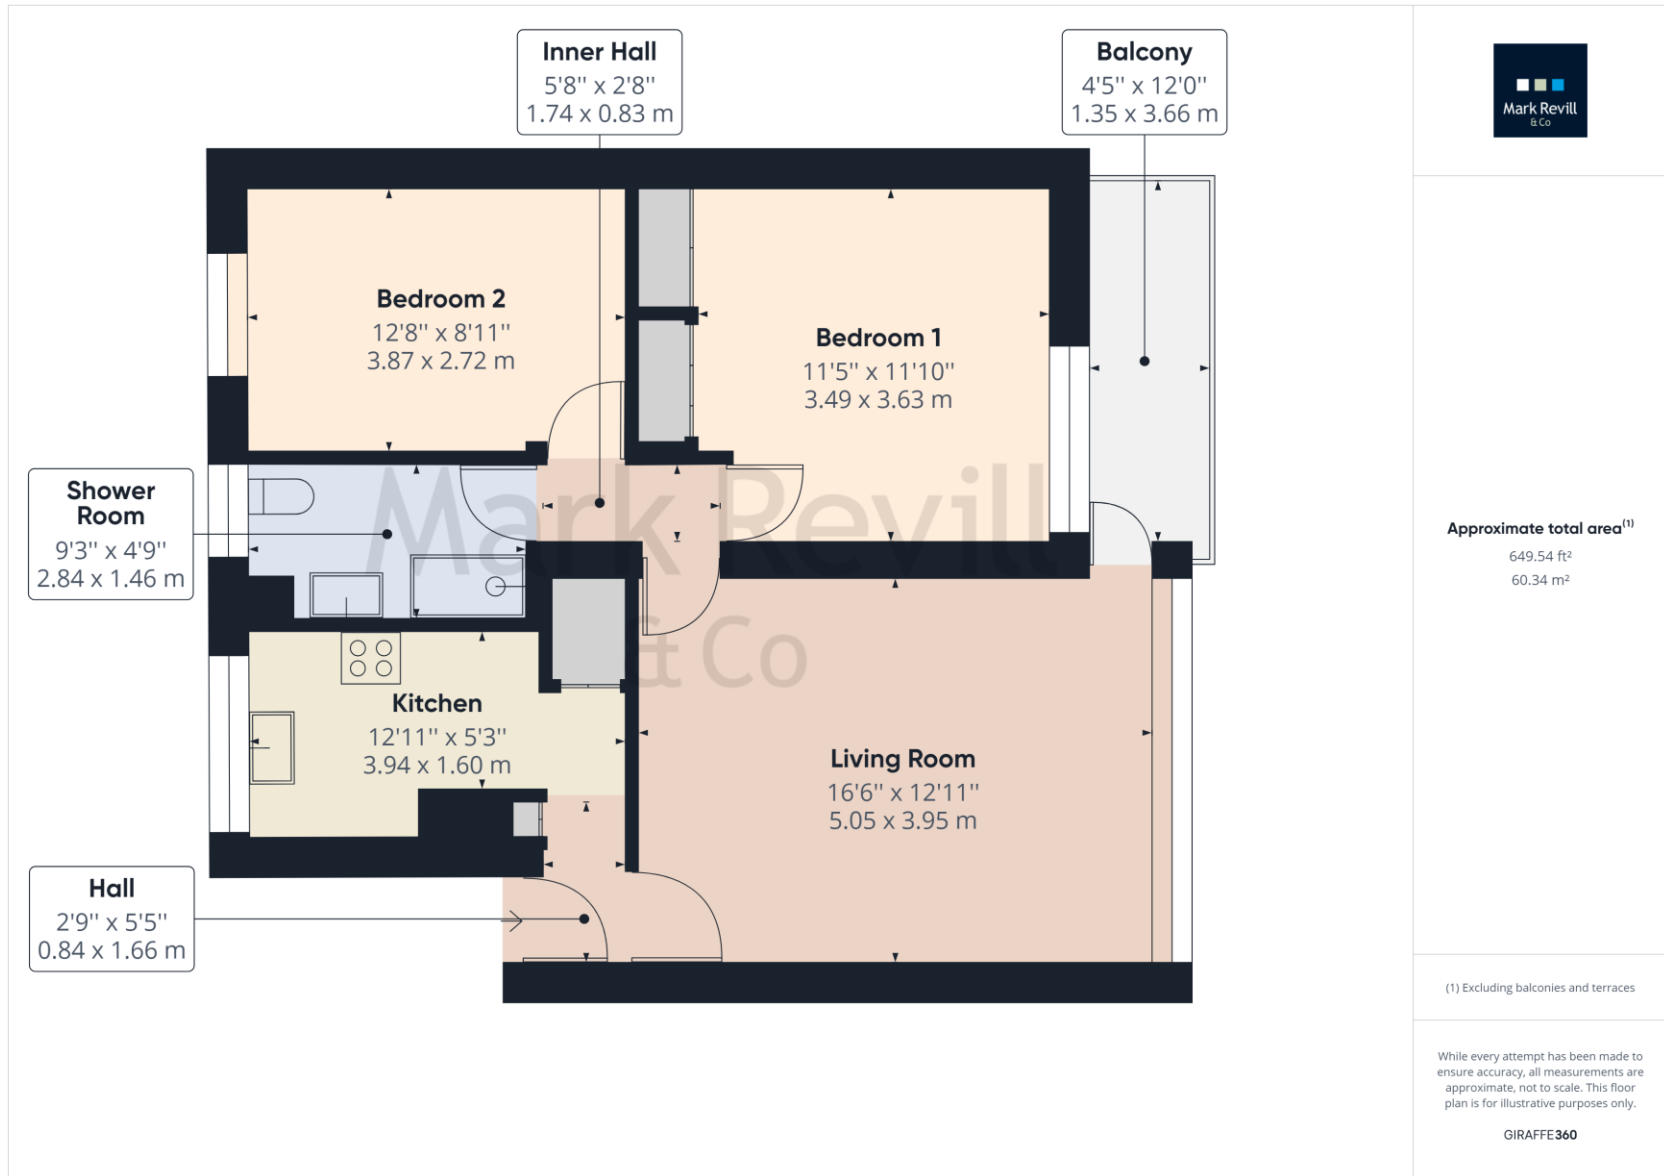 Inner Hall
5'8'' x 2'8''
1.74 x 0.83 m
Balcony
4'5'' x 12'0''
1.35 x 3.66 m
Mark Revill
& Co
Bedroom 2
12'8'' x 8'11''
3.87 x 2.72 m
Bedroom 1
11'5'' x 11'10''
3.49 x 3.63 m
Shower
Room
9'3'' x 4'9''
2.84 x 1.46 m
Mark Revill
& Co
Kitchen
12'11'' x 5'3''
3.94 x 1.60 m
Living Room
16'6'' x 12'11''
5.05 x 3.95 m
Hall
2'9'' x 5'5''
0.84 x 1.66 m
Approximate total area(1)
649.54 ft²
60.34 m²
(1) Excluding balconies and terraces
While every attempt has been made to
ensure accuracy, all measurements are
approximate, not to scale. This floor
plan is for illustrative purposes only.
GIRAFFE360